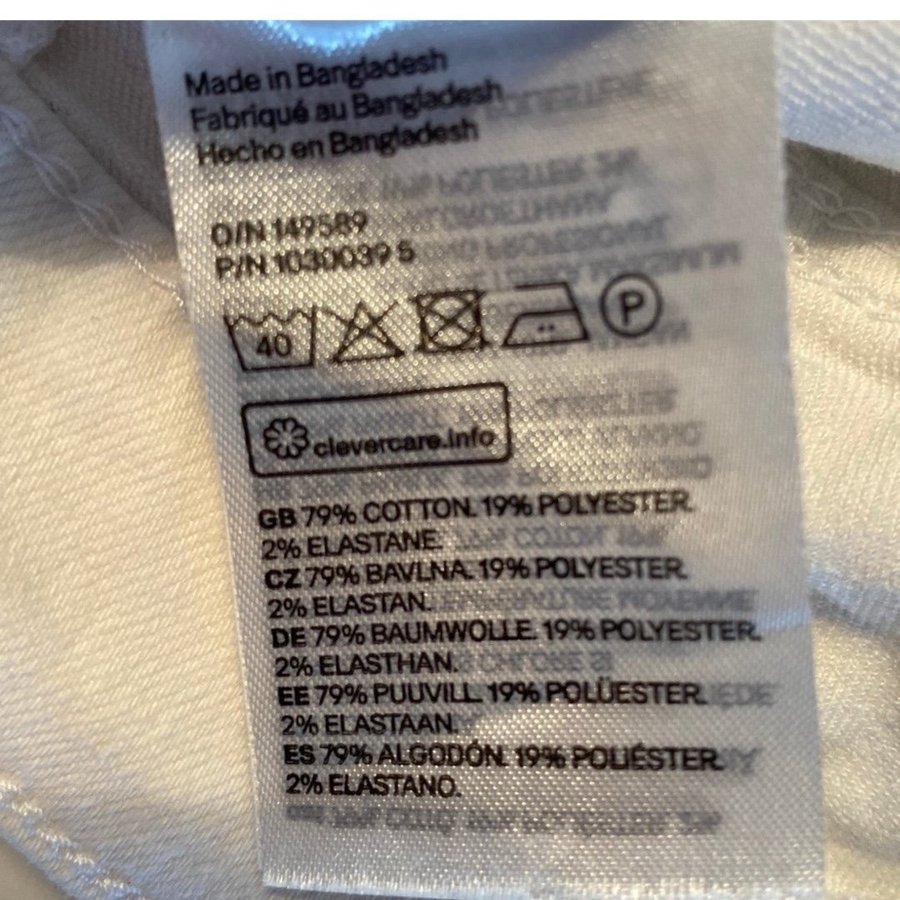 Made in Bangladesh
Fabriqué au Bangladesh
Hecho en Bangladesh
O/N 149589
P/N 1030039 5
40
P
clevercare.info
GB 79% COTTON. 19% POLYESTER.
2% ELASTANE.
CZ 79% BAVLNA. 19% POLYESTER.
2% ELASTAN.
DE 79% BAUMWOLLE. 19% POLYESTER.
2% ELASTHAN.
EE 79% PUUVILL. 19% POLÜESTER.
2% ELASTAAN.
ES 79% ALGODÓN. 19% POLIÉSTER.
2% ELASTANO.